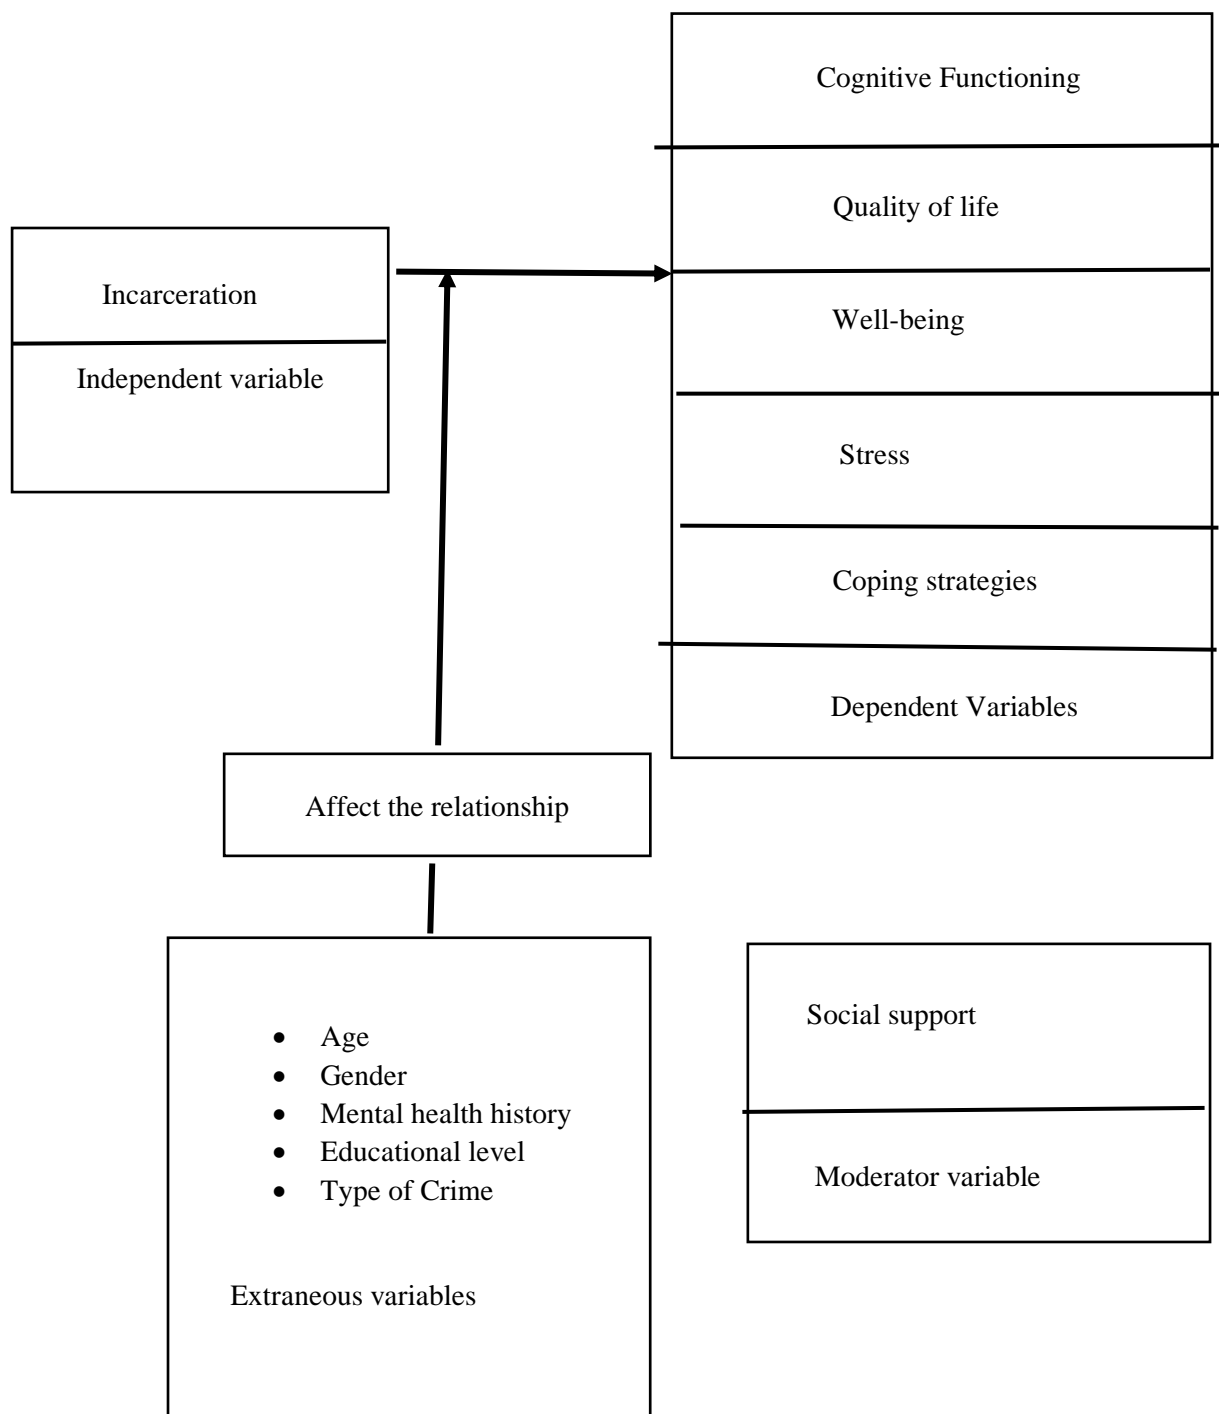 Cognitive Functioning
Quality of life
Incarceration
Well-being
Independent variable
Stress
Coping strategies
Dependent Variables
Affect the relationship
Social support
• Age
• Gender
• Mental health history
• Educational level
• Type of Crime
Moderator variable
Extraneous variables